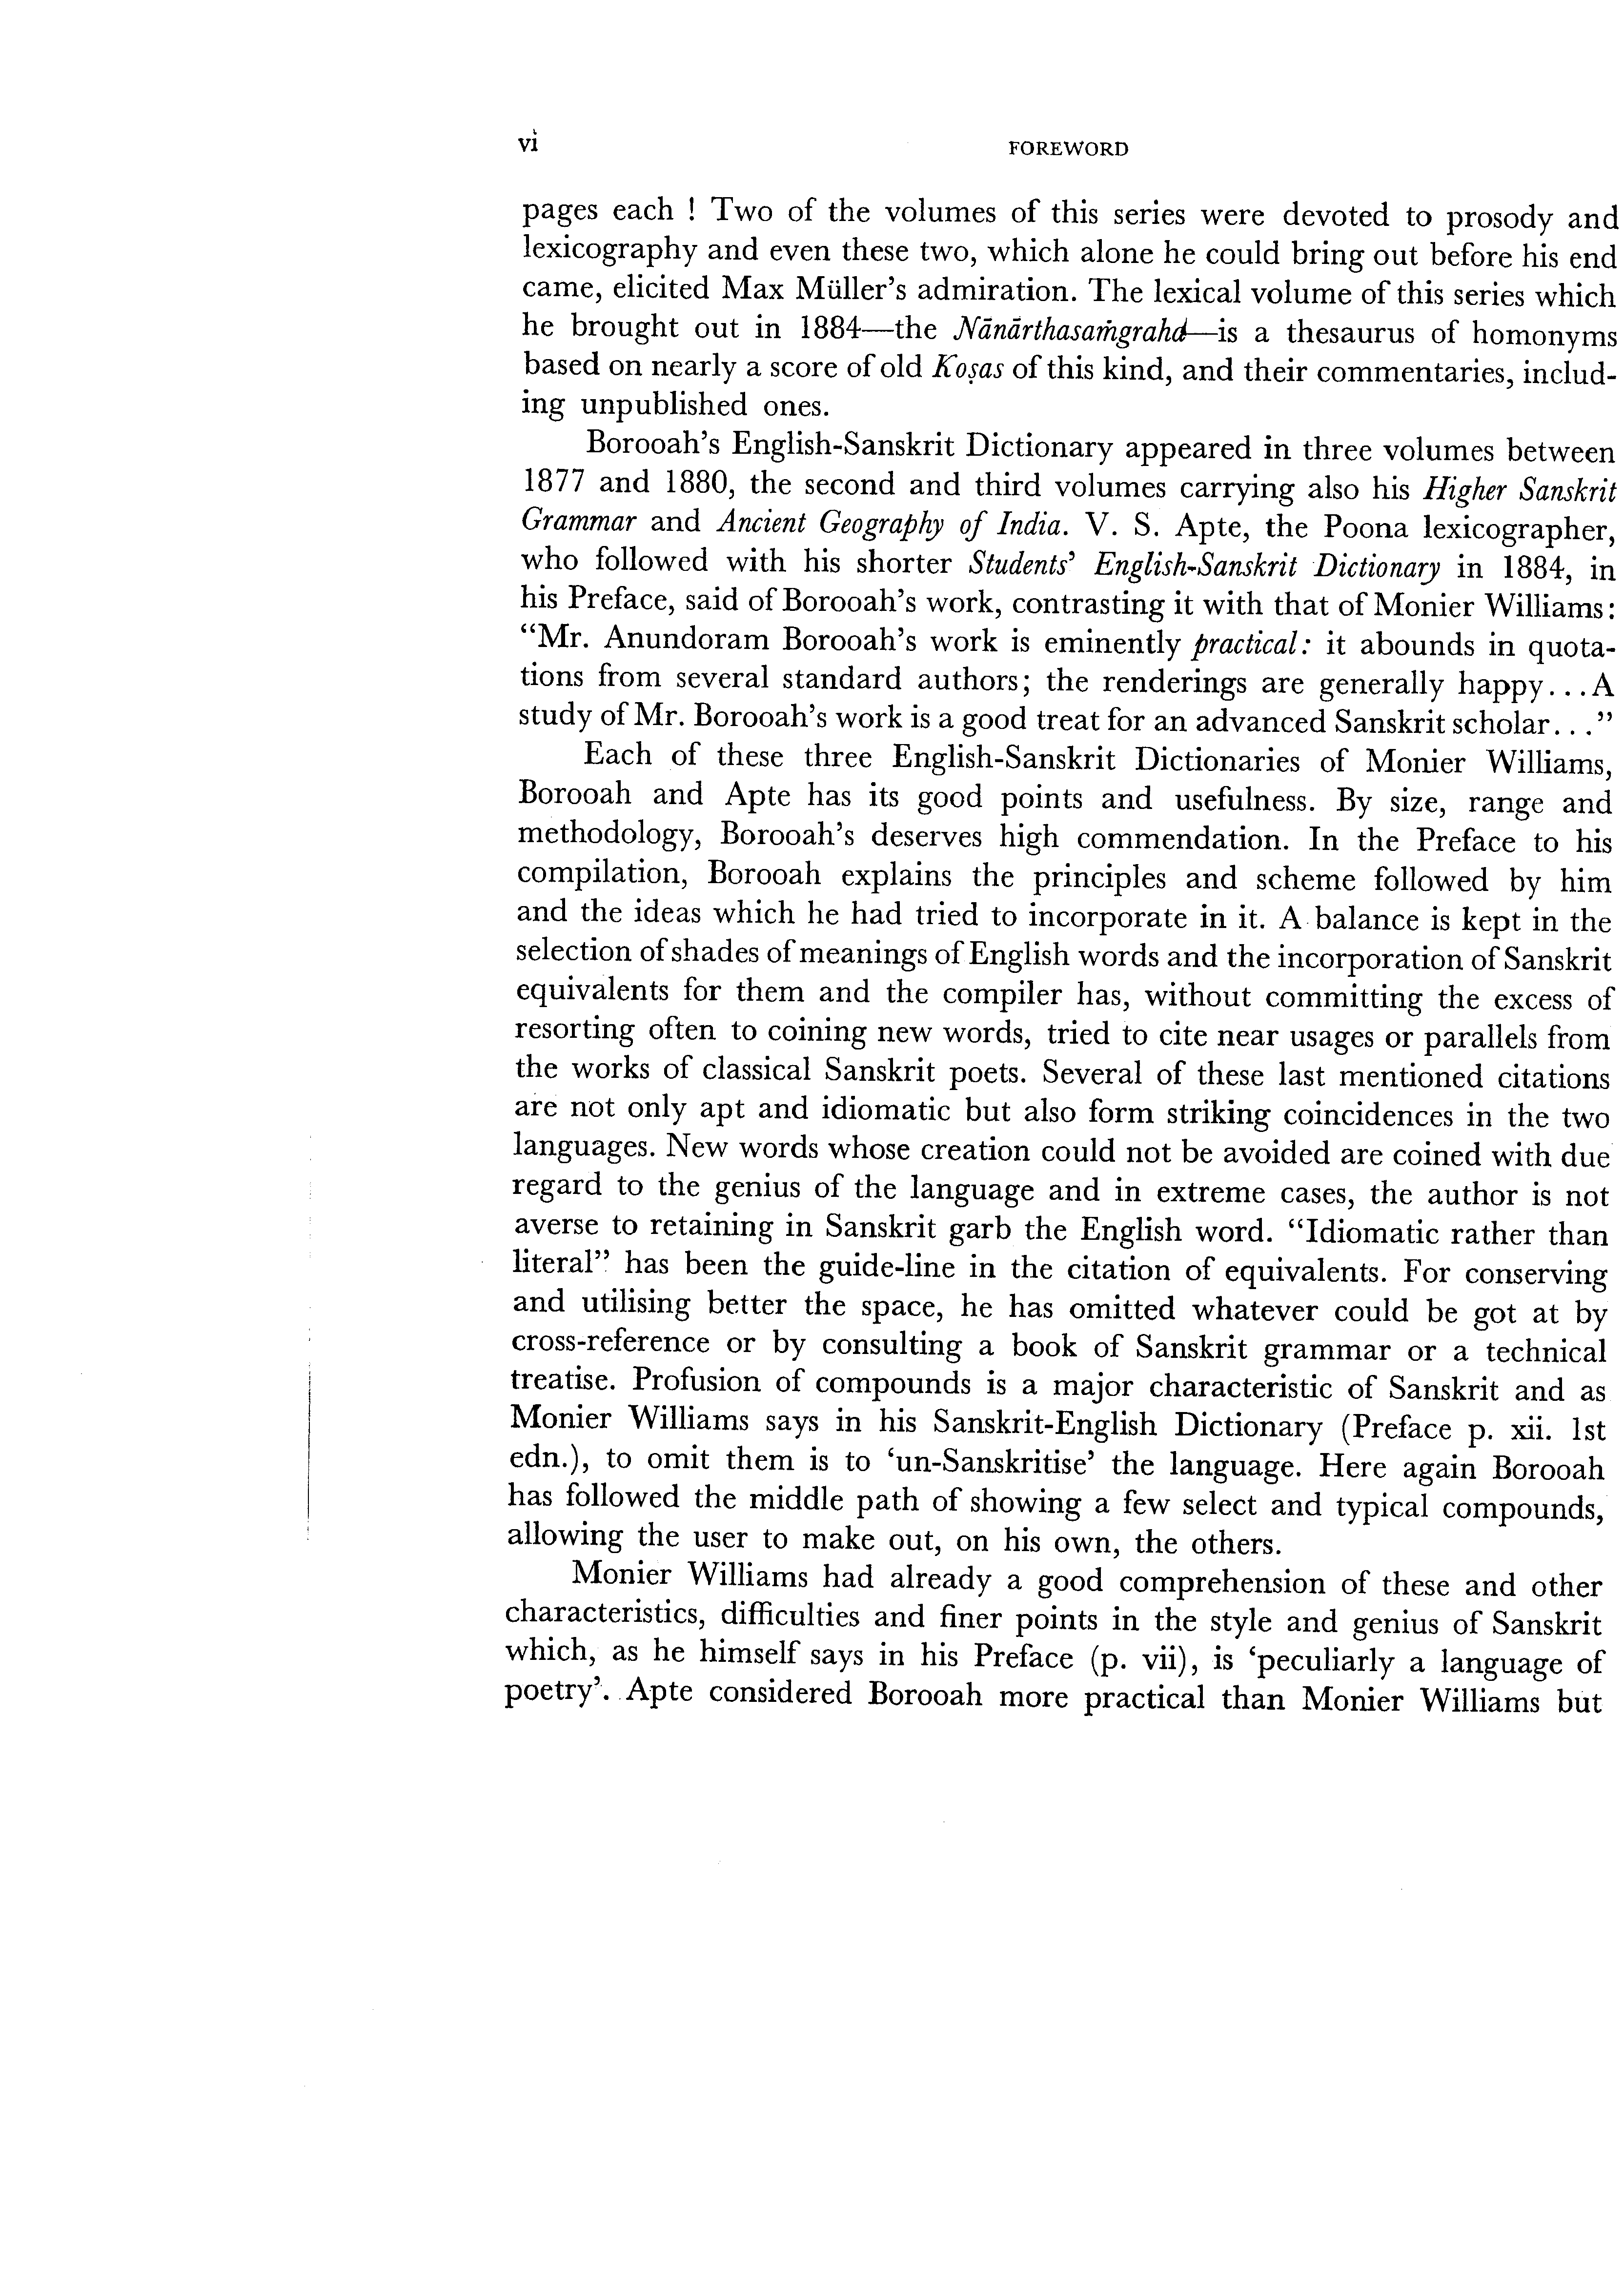 vi FOREWORD
pages each ! Two of the volumes of this series were devoted to prosody and
lexicography and even these two, which alone he could bring out before his end
came, elicited Max Müller's admiration. The lexical volume of this series which
he brought out in 1884—the Nānārthasaṁgraha—is a thesaurus of homonyms
based on nearly a score of old Koṣas of this kind, and their commentaries, includ-
ing unpublished ones.
Borooah's English-Sanskrit Dictionary appeared in three volumes between
1877 and 1880, the second and third volumes carrying also his Higher Sanskrit
Grammar and Ancient Geography of India. V. S. Apte, the Poona lexicographer,
who followed with his shorter Students' English-Sanskrit Dictionary in 1884, in
his Preface, said of Borooah's work, contrasting it with that of Monier Williams:
"Mr. Anundoram Borooah's work is eminently practical: it abounds in quota-
tions from several standard authors; the renderings are generally happy...A
study of Mr. Borooah's work is a good treat for an advanced Sanskrit scholar..."
Each of these three English-Sanskrit Dictionaries of Monier Williams,
Borooah and Apte has its good points and usefulness. By size, range and
methodology, Borooah's deserves high commendation. In the Preface to his
compilation, Borooah explains the principles and scheme followed by him
and the ideas which he had tried to incorporate in it. A balance is kept in the
selection of shades of meanings of English words and the incorporation of Sanskrit
equivalents for them and the compiler has, without committing the excess of
resorting often to coining new words, tried to cite near usages or parallels from
the works of classical Sanskrit poets. Several of these last mentioned citations
are not only apt and idiomatic but also form striking coincidences in the two
languages. New words whose creation could not be avoided are coined with due
regard to the genius of the language and in extreme cases, the author is not
averse to retaining in Sanskrit garb the English word. "Idiomatic rather than
literal" has been the guide-line in the citation of equivalents. For conserving
and utilising better the space, he has omitted whatever could be got at by
cross-reference or by consulting a book of Sanskrit grammar or a technical
treatise. Profusion of compounds is a major characteristic of Sanskrit and as
Monier Williams says in his Sanskrit-English Dictionary (Preface p. xii. 1st
edn.), to omit them is to 'un-Sanskritise' the language. Here again Borooah
has followed the middle path of showing a few select and typical compounds,
allowing the user to make out, on his own, the others.
Monier Williams had already a good comprehension of these and other
characteristics, difficulties and finer points in the style and genius of Sanskrit
which, as he himself says in his Preface (p. vii), is 'peculiarly a language of
poetry'. Apte considered Borooah more practical than Monier Williams but